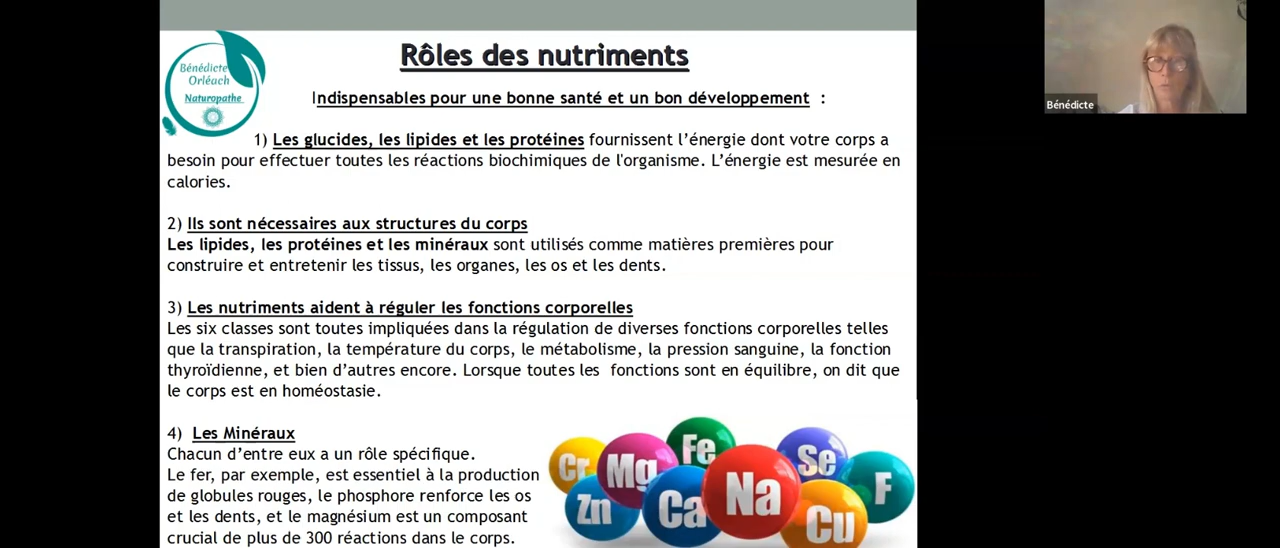 Rôles des nutriments
Bénédicte
Orléach
Naturopathe
Bénédicte
Indispensables pour une bonne santé et un bon développement :
1) Les glucides, les lipides et les protéines fournissent l’énergie dont votre corps a
besoin pour effectuer toutes les réactions biochimiques de l'organisme. L’énergie est mesurée en
calories.
2) Ils sont nécessaires aux structures du corps
Les lipides, les protéines et les minéraux sont utilisés comme matières premières pour
construire et entretenir les tissus, les organes, les os et les dents.
3) Les nutriments aident à réguler les fonctions corporelles
Les six classes sont toutes impliquées dans la régulation de diverses fonctions corporelles telles
que la transpiration, la température du corps, le métabolisme, la pression sanguine, la fonction
thyroïdienne, et bien d’autres encore. Lorsque toutes les fonctions sont en équilibre, on dit que
le corps est en homéostasie.
4) Les Minéraux
Chacun d’entre eux a un rôle spécifique.
Le fer, par exemple, est essentiel à la production
de globules rouges, le phosphore renforce les os
et les dents, et le magnésium est un composant
crucial de plus de 300 réactions dans le corps.
Cr Mg Fe Se F
Zn Ca Na Cu